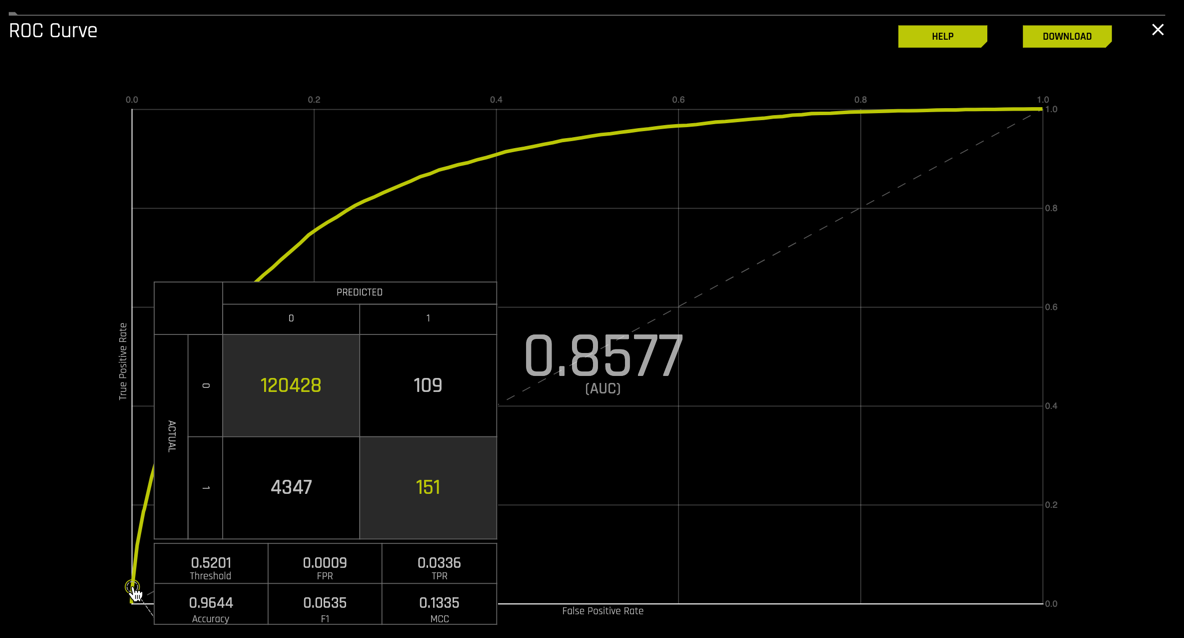 ROC Curve
HELP
DOWNLOAD
0.0
0.2
0.4
0.6
0.8
1.0
1.0
0.8
0.6
0.4
0.2
0.0
True Positive Rate
PREDICTED
0
1
ACTUAL
0
120428
109
1
4347
151
0.8577
(AUC)
0.5201
0.0009
0.0336
Threshold
FPR
TPR
0.9644
0.0635
0.1335
Accuracy
F1
MCC
False Positive Rate